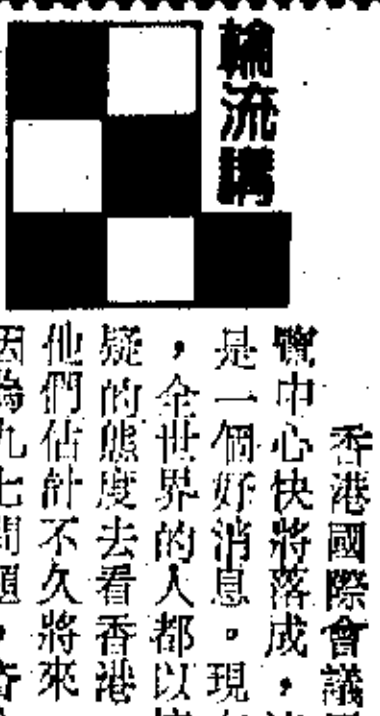 輪流講
香港國際會議
覽中心快將落成，
是一個好消息。現
，全世界的人都以
疑的態度去看香港
他們估計不久將來
因為九七問題，